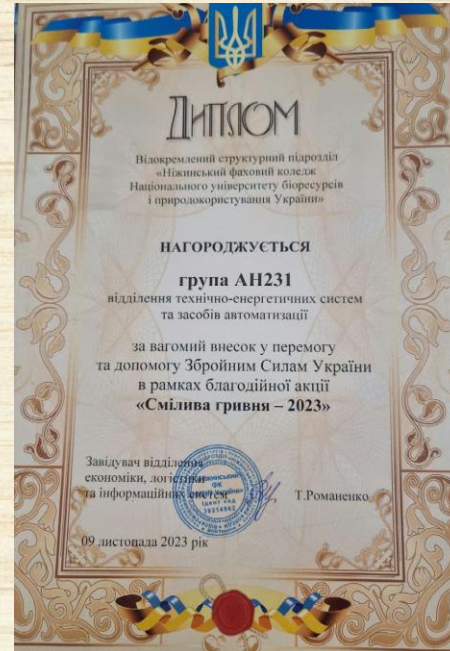 ДИПЛОМ
Відокремлений структурний підрозділ
«Ніжинський фаховий коледж
Національного університету біоресурсів
і природокористування України»
НАГОРОДЖУЄТЬСЯ
група АН231
відділення технічно-енергетичних систем
та засобів автоматизації
за вагомий внесок у перемогу
та допомогу Збройним Силам України
в рамках благодійної акції
«Смілива гривня – 2023»
Завідувач відділення
економіки, логістики
та інформаційних систем Т.Романенко
09 листопада 2023 рік